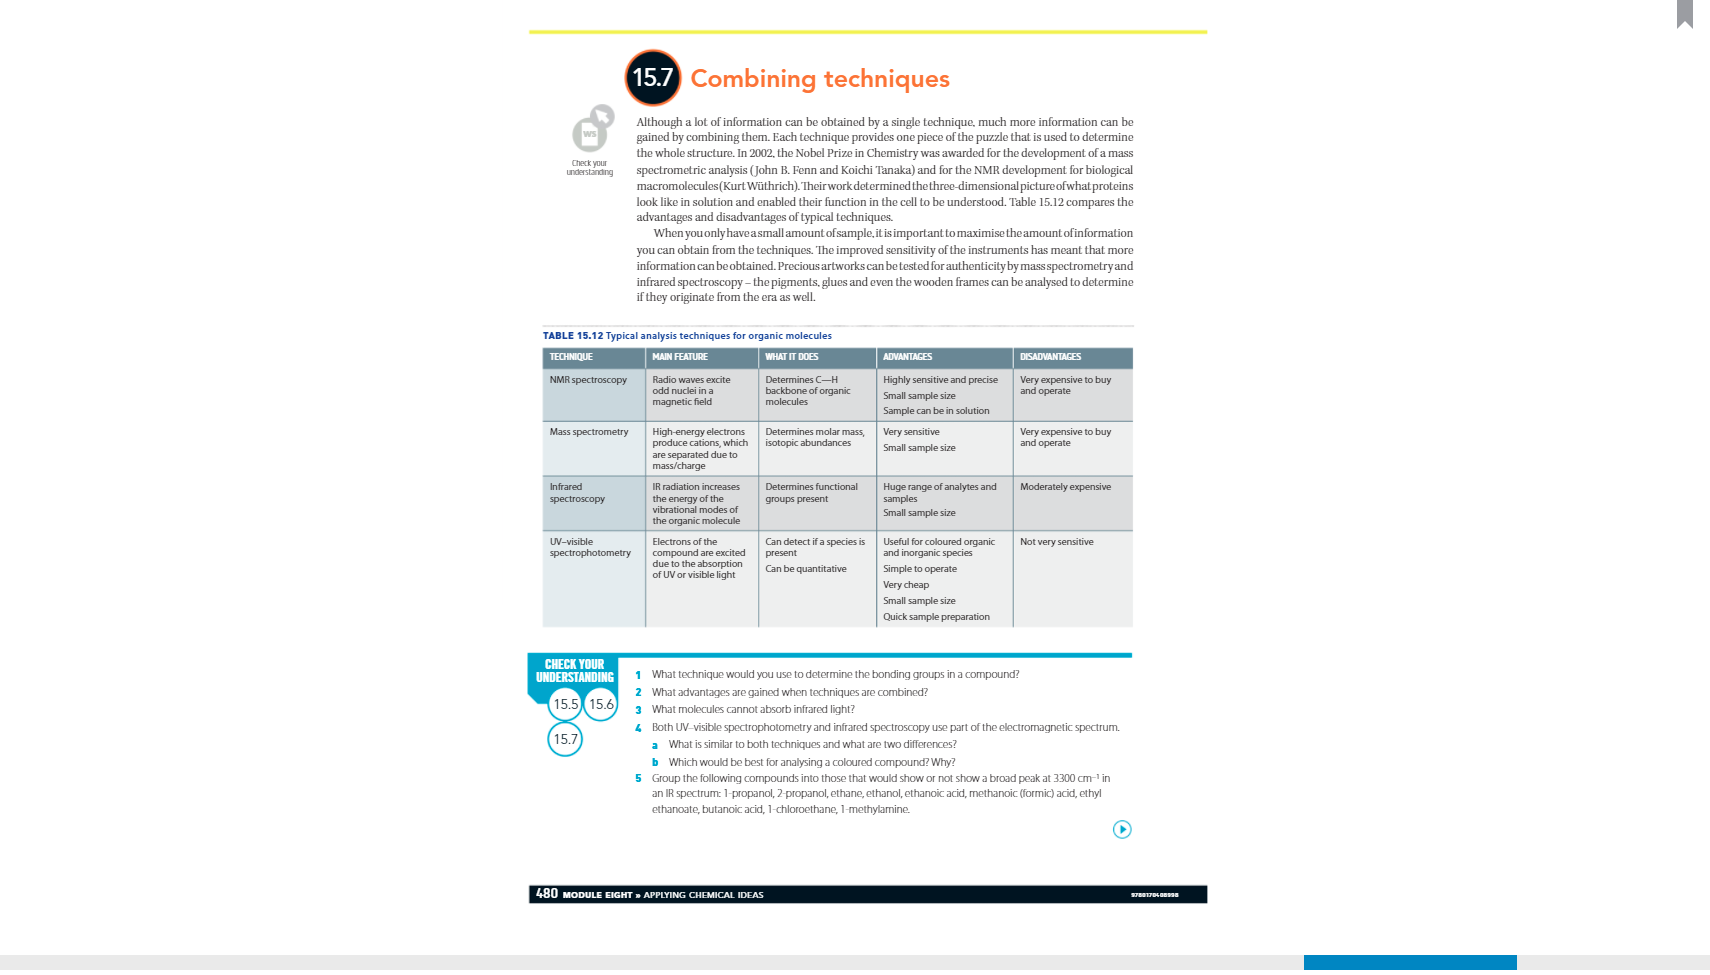 15.7 Combining techniques
WS
Check your
understanding
Although a lot of information can be obtained by a single technique, much more information can be
gained by combining them. Each technique provides one piece of the puzzle that is used to determine
the whole structure. In 2002, the Nobel Prize in Chemistry was awarded for the development of a mass
spectrometric analysis (John B. Fenn and Koichi Tanaka) and for the NMR development for biological
macromolecules (Kurt Wüthrich). Their work determined the three-dimensional picture of what proteins
look like in solution and enabled their function in the cell to be understood. Table 15.12 compares the
advantages and disadvantages of typical techniques.
When you only have a small amount of sample, it is important to maximise the amount of information
you can obtain from the techniques. The improved sensitivity of the instruments has meant that more
information can be obtained. Precious artworks can be tested for authenticity by mass spectrometry and
infrared spectroscopy – the pigments, glues and even the wooden frames can be analysed to determine
if they originate from the era as well.
TABLE 15.12 Typical analysis techniques for organic molecules
TECHNIQUE MAIN FEATURE WHAT IT DOES ADVANTAGES DISADVANTAGES
NMR spectroscopy
Radio waves excite
odd nuclei in a
magnetic field
Determines C—H
backbone of organic
molecules
Highly sensitive and precise
Small sample size
Sample can be in solution
Very expensive to buy
and operate
Mass spectrometry
High-energy electrons
produce cations, which
are separated due to
mass/charge
Determines molar mass,
isotopic abundances
Very sensitive
Small sample size
Very expensive to buy
and operate
Infrared
spectroscopy
IR radiation increases
the energy of the
vibrational modes of
the organic molecule
Determines functional
groups present
Huge range of analytes and
samples
Small sample size
Moderately expensive
UV–visible
spectrophotometry
Electrons of the
compound are excited
due to the absorption
of UV or visible light
Can detect if a species is
present
Can be quantitative
Useful for coloured organic
and inorganic species
Simple to operate
Very cheap
Small sample size
Quick sample preparation
Not very sensitive
CHECK YOUR
UNDERSTANDING
15.5 15.6
15.7
1 What technique would you use to determine the bonding groups in a compound?
2 What advantages are gained when techniques are combined?
3 What molecules cannot absorb infrared light?
4 Both UV–visible spectrophotometry and infrared spectroscopy use part of the electromagnetic spectrum.
a What is similar to both techniques and what are two differences?
b Which would be best for analysing a coloured compound? Why?
5 Group the following compounds into those that would show or not show a broad peak at 3300 cm⁻¹ in
an IR spectrum: 1-propanol, 2-propanol, ethane, ethanol, ethanoic acid, methanoic (formic) acid, ethyl
ethanoate, butanoic acid, 1-chloroethane, 1-methylamine.
480 MODULE EIGHT » APPLYING CHEMICAL IDEAS
9780170408998